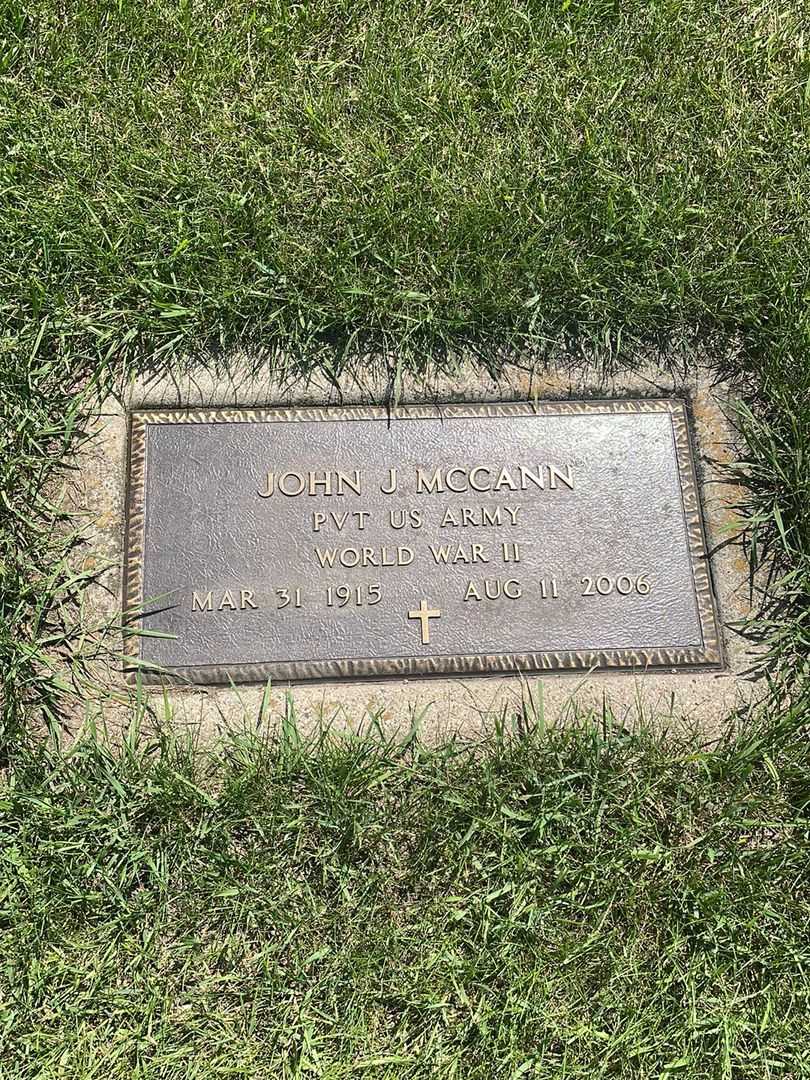 JOHN J MCCANN
PVT US ARMY
WORLD WAR II
MAR 31 1915 AUG 11 2006